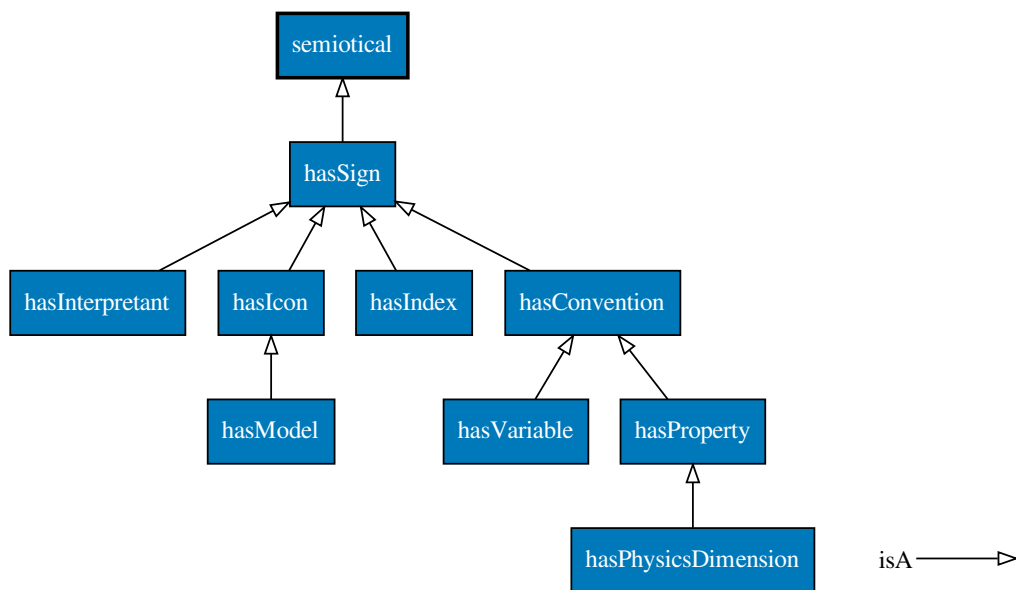 semiotical
hasSign
hasInterpretant
hasIcon
hasIndex
hasConvention
hasModel
hasVariable
hasProperty
hasPhysicsDimension
isA